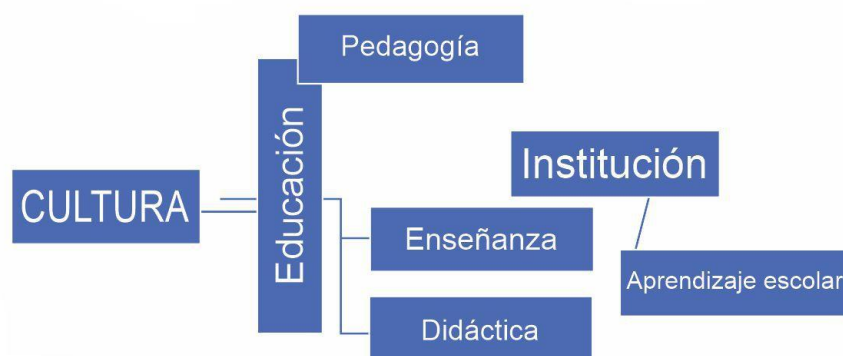 Pedagogía
Educación
CULTURA
Institución
Enseñanza
Aprendizaje escolar
Didáctica